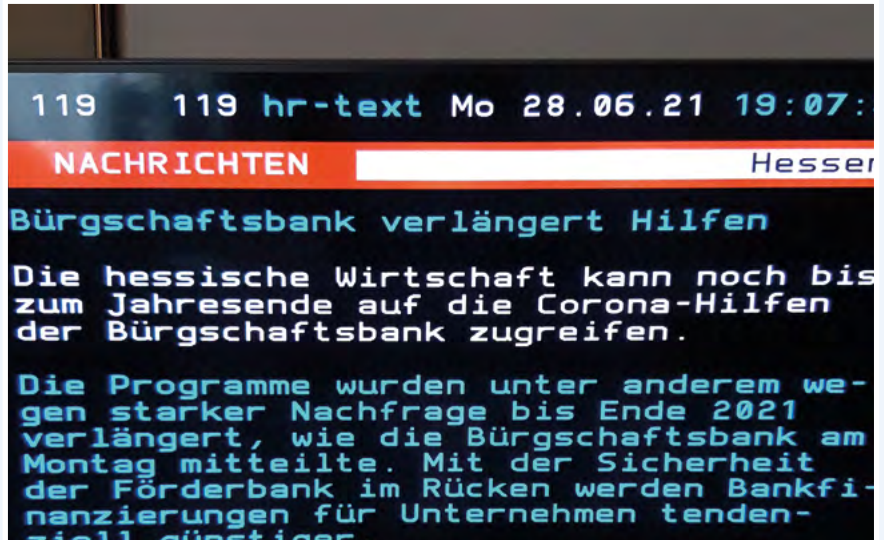 119 119 hr-text Mo 28.06.21 19:07:
NACHRICHTEN Hessen
Bürgschaftsbank verlängert Hilfen
Die hessische Wirtschaft kann noch bis
zum Jahresende auf die Corona-Hilfen
der Bürgschaftsbank zugreifen.
Die Programme wurden unter anderem we-
gen starker Nachfrage bis Ende 2021
verlängert, wie die Bürgschaftsbank am
Montag mitteilte. Mit der Sicherheit
der Förderbank im Rücken werden Bankfi-
nanzierungen für Unternehmen tenden-
ziell günstiger